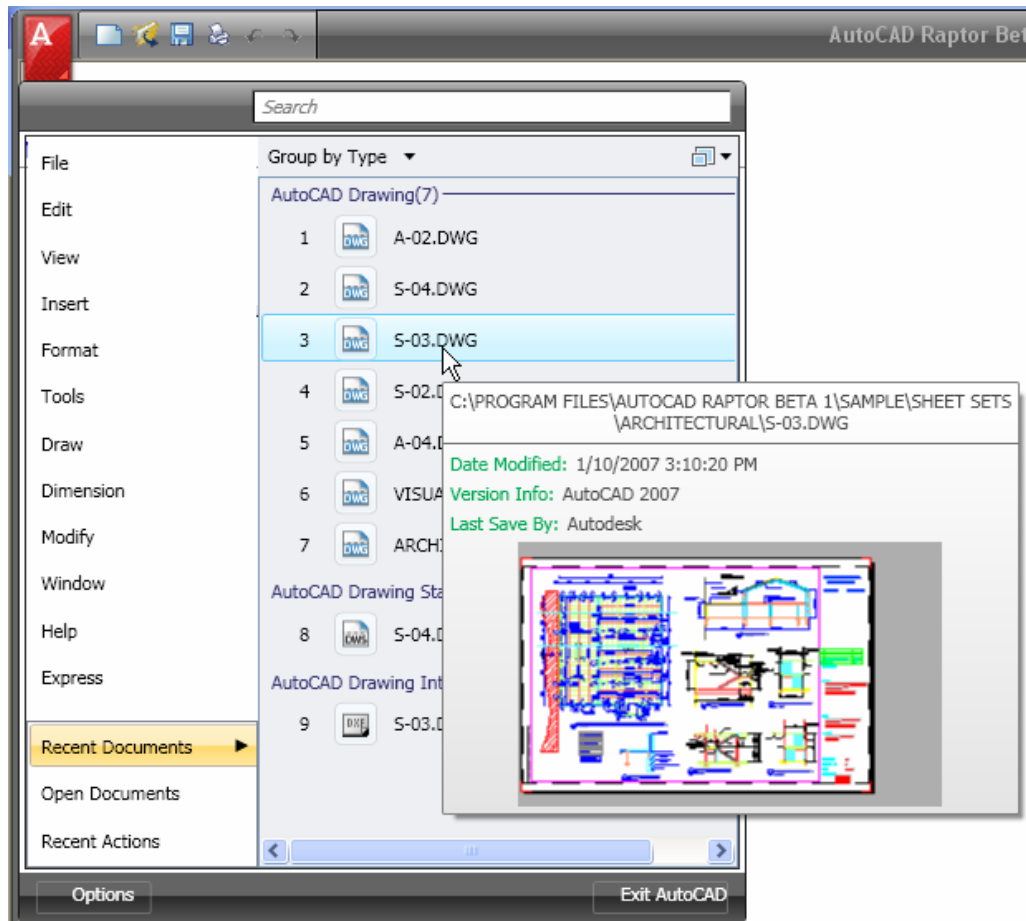 AutoCAD Raptor Bet
Search
File
Edit
View
Insert
Format
Tools
Draw
Dimension
Modify
Window
Help
Express
Recent Documents
Open Documents
Recent Actions
Group by Type
AutoCAD Drawing(7)
1 DWG A-02.DWG
2 DWG S-04.DWG
3 DWG S-03.DWG
4 DWG S-02.D
5 DWG A-04.D
6 DWG VISUA
7 DWG ARCHI
AutoCAD Drawing Sta
8 DWS S-04.D
AutoCAD Drawing Int
9 DXF S-03.D
C:\PROGRAM FILES\AUTOCAD RAPTOR BETA 1\SAMPLE\SHEET SETS
\ARCHITECTURAL\S-03.DWG
Date Modified: 1/10/2007 3:10:20 PM
Version Info: AutoCAD 2007
Last Save By: Autodesk
Options
Exit AutoCAD